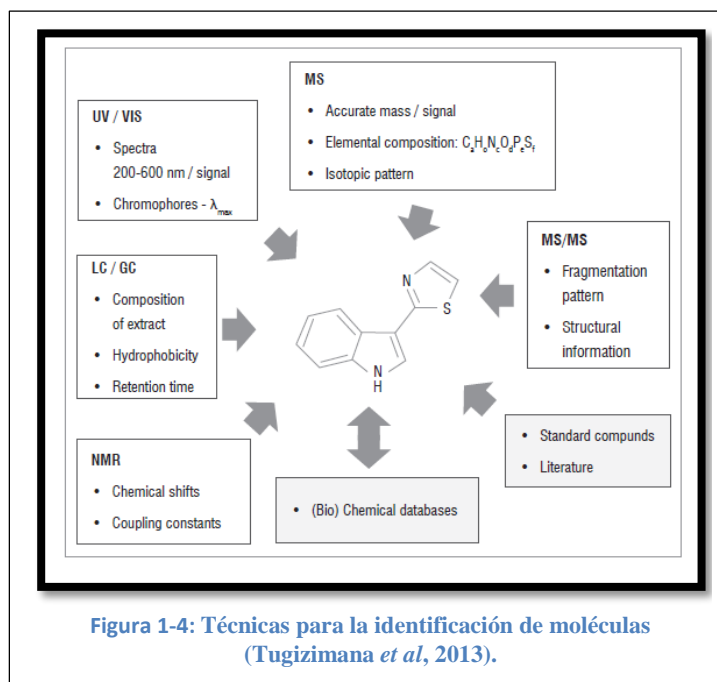 MS
• Accurate mass / signal
• Elemental composition: CaHbNcOdPeSf
• Isotopic pattern
UV / VIS
• Spectra
200-600 nm / signal
• Chromophores - λmax
LC / GC
• Composition
of extract
• Hydrophobicity
• Retention time
MS/MS
• Fragmentation
pattern
• Structural
information
N
S
N
H
NMR
• Chemical shifts
• Coupling constants
• (Bio) Chemical databases
• Standard compunds
• Literature
Figura 1-4: Técnicas para la identificación de moléculas
(Tugizimana et al, 2013).